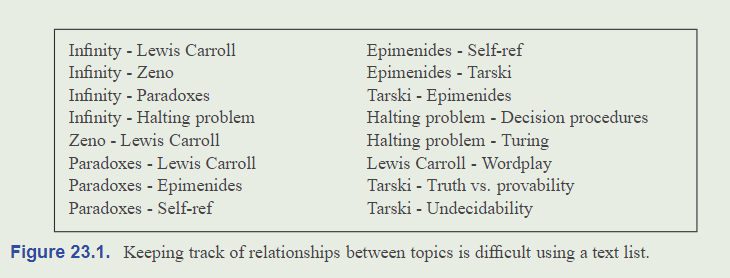 Infinity - Lewis Carroll
Infinity - Zeno
Infinity - Paradoxes
Infinity - Halting problem
Zeno - Lewis Carroll
Paradoxes - Lewis Carroll
Paradoxes - Epimenides
Paradoxes - Self-ref
Epimenides - Self-ref
Epimenides - Tarski
Tarski - Epimenides
Halting problem - Decision procedures
Halting problem - Turing
Lewis Carroll - Wordplay
Tarski - Truth vs. provability
Tarski - Undecidability
Figure 23.1. Keeping track of relationships between topics is difficult using a text list.